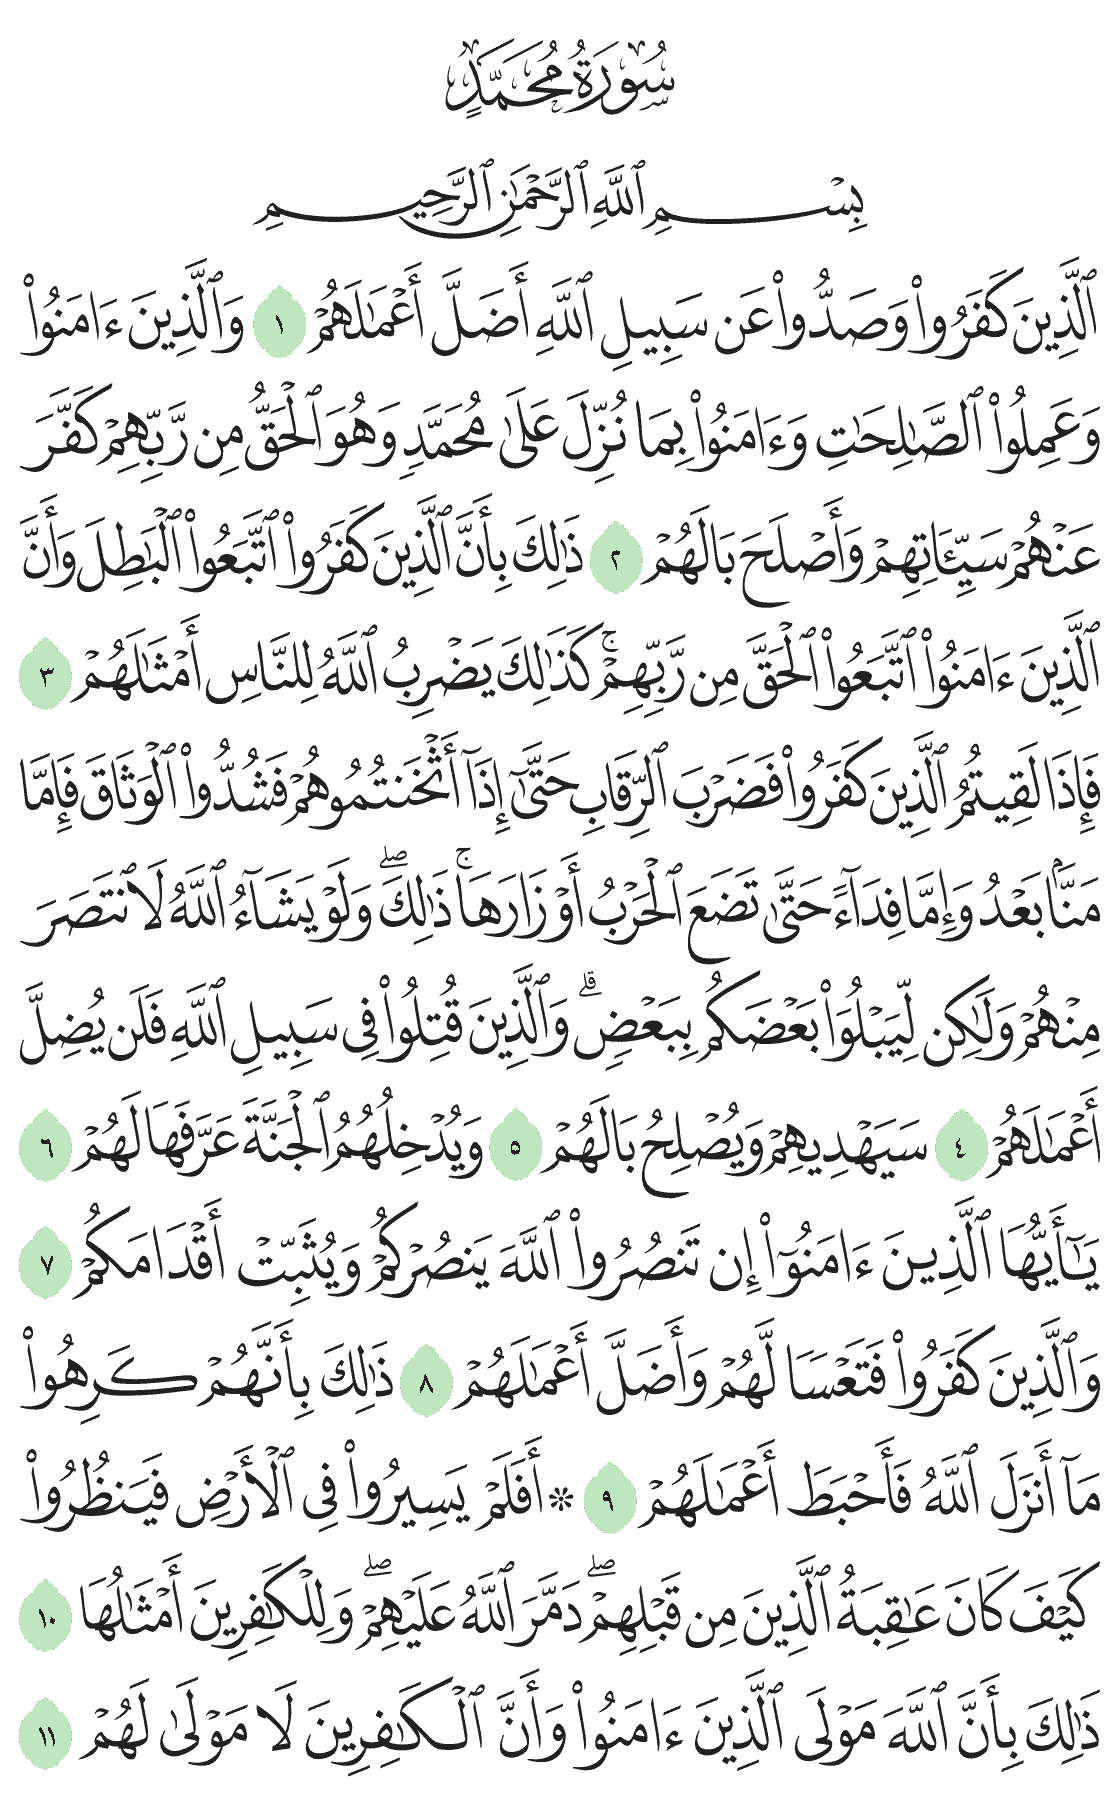 سُورَةُ مُحَمَّدٍ
بِسْمِ ٱللَّهِ ٱلرَّحْمَٰنِ ٱلرَّحِيمِ
ٱلَّذِينَ كَفَرُوا۟ وَصَدُّوا۟ عَن سَبِيلِ ٱللَّهِ أَضَلَّ أَعْمَٰلَهُمْ ١ وَٱلَّذِينَ ءَامَنُوا۟
وَعَمِلُوا۟ ٱلصَّٰلِحَٰتِ وَءَامَنُوا۟ بِمَا نُزِّلَ عَلَىٰ مُحَمَّدٍ وَهُوَ ٱلْحَقُّ مِن رَّبِّهِمْ كَفَّرَ
عَنْهُمْ سَيِّـَٔاتِهِمْ وَأَصْلَحَ بَالَهُمْ ٢ ذَٰلِكَ بِأَنَّ ٱلَّذِينَ كَفَرُوا۟ ٱتَّبَعُوا۟ ٱلْبَٰطِلَ وَأَنَّ
ٱلَّذِينَ ءَامَنُوا۟ ٱتَّبَعُوا۟ ٱلْحَقَّ مِن رَّبِّهِمْ ۚ كَذَٰلِكَ يَضْرِبُ ٱللَّهُ لِلنَّاسِ أَمْثَٰلَهُمْ ٣
فَإِذَا لَقِيتُمُ ٱلَّذِينَ كَفَرُوا۟ فَضَرْبَ ٱلرِّقَابِ حَتَّىٰٓ إِذَآ أَثْخَنتُمُوهُمْ فَشُدُّوا۟ ٱلْوَثَاقَ فَإِمَّا
مَنًّۢا بَعْدُ وَإِمَّا فِدَآءً حَتَّىٰ تَضَعَ ٱلْحَرْبُ أَوْزَارَهَا ۚ ذَٰلِكَ ۖ وَلَوْ يَشَآءُ ٱللَّهُ لَٱنتَصَرَ
مِنْهُمْ وَلَٰكِن لِّيَبْلُوَا۟ بَعْضَكُم بِبَعْضٍ ۗ وَٱلَّذِينَ قُتِلُوا۟ فِى سَبِيلِ ٱللَّهِ فَلَن يُضِلَّ
أَعْمَٰلَهُمْ ٤ سَيَهْدِيهِمْ وَيُصْلِحُ بَالَهُمْ ٥ وَيُدْخِلُهُمُ ٱلْجَنَّةَ عَرَّفَهَا لَهُمْ ٦
يَٰٓأَيُّهَا ٱلَّذِينَ ءَامَنُوٓا۟ إِن تَنصُرُوا۟ ٱللَّهَ يَنصُرْكُمْ وَيُثَبِّتْ أَقْدَامَكُمْ ٧
وَٱلَّذِينَ كَفَرُوا۟ فَتَعْسًا لَّهُمْ وَأَضَلَّ أَعْمَٰلَهُمْ ٨ ذَٰلِكَ بِأَنَّهُمْ كَرِهُوا۟
مَآ أَنزَلَ ٱللَّهُ فَأَحْبَطَ أَعْمَٰلَهُمْ ٩ ۞ أَفَلَمْ يَسِيرُوا۟ فِى ٱلْأَرْضِ فَيَنظُرُوا۟
كَيْفَ كَانَ عَٰقِبَةُ ٱلَّذِينَ مِن قَبْلِهِمْ ۖ دَمَّرَ ٱللَّهُ عَلَيْهِمْ ۖ وَلِلْكَٰفِرِينَ أَمْثَٰلُهَا ١٠
ذَٰلِكَ بِأَنَّ ٱللَّهَ مَوْلَى ٱلَّذِينَ ءَامَنُوا۟ وَأَنَّ ٱلْكَٰفِرِينَ لَا مَوْلَىٰ لَهُمْ ١١